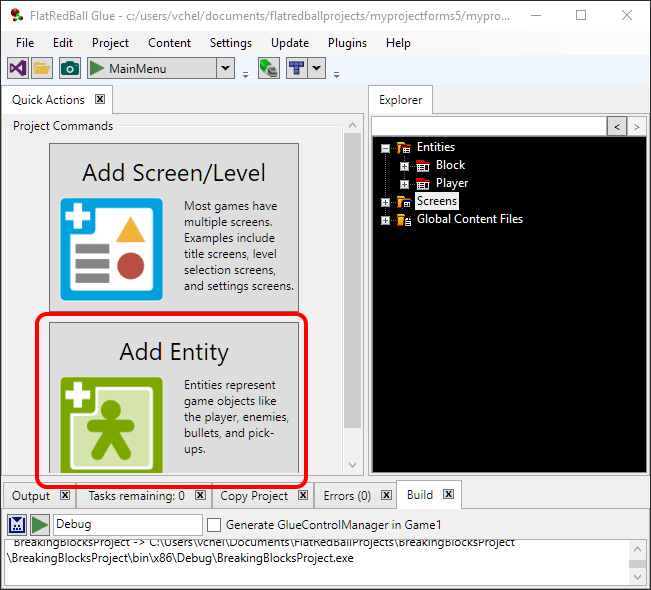 FlatRedBall Glue - c:/users/vchel/documents/flatredballprojects/myprojectforms5/mypro...
File Edit Project Content Settings Update Plugins Help
MainMenu
Quick Actions
Explorer
Project Commands
Add Screen/Level
Most games have
multiple screens.
Examples include
title screens, level
selection screens,
and settings screens.
Add Entity
Entities represent
game objects like
the player, enemies,
bullets, and pick-
ups.
< >
Entities
Block
Player
Screens
Global Content Files
Output Tasks remaining: 0 Copy Project Errors (0) Build
Debug Generate GlueControlManager in Game1
BreakingBlocksProject -> C:\Users\vchel\Documents\FlatRedBallProjects\BreakingBlocksProject
\BreakingBlocksProject\bin\x86\Debug\BreakingBlocksProject.exe